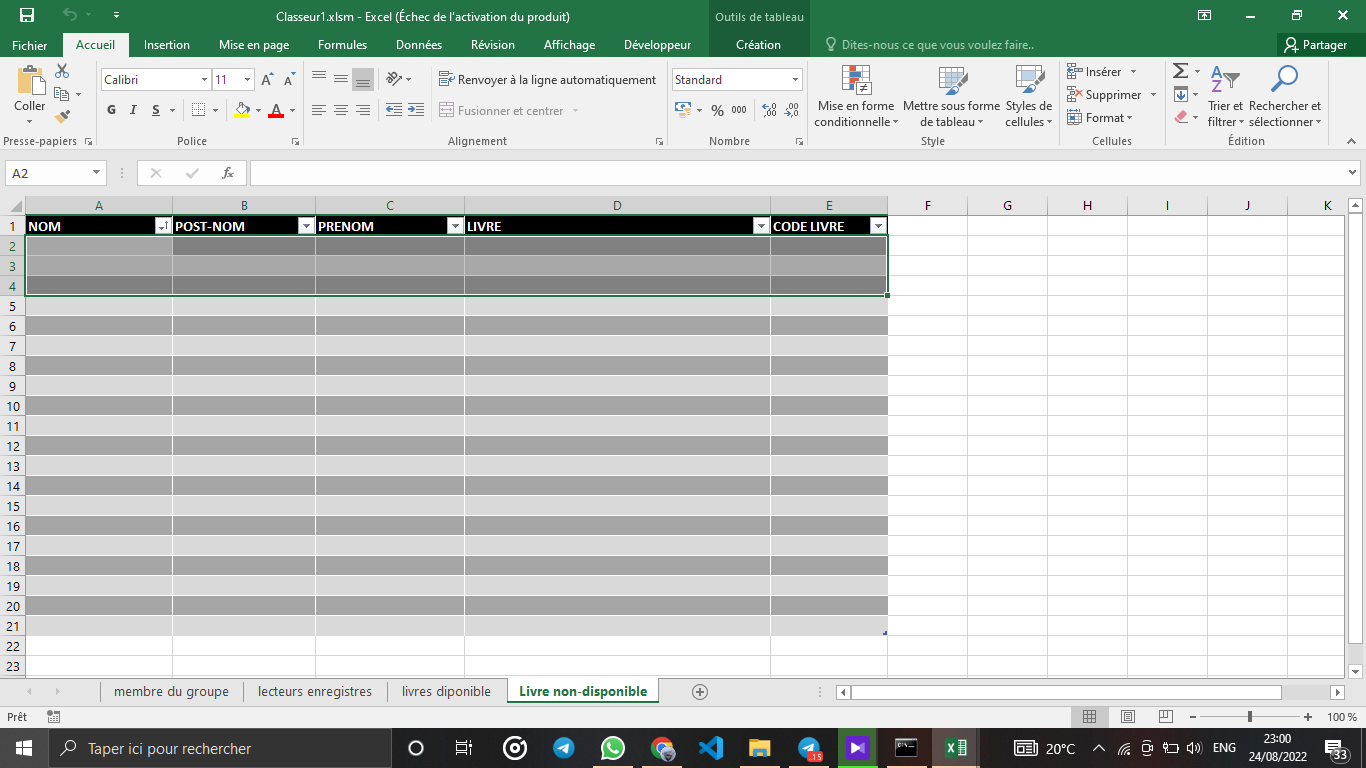 Classeur1.xlsm - Excel (Échec de l'activation du produit)
Outils de tableau
Fichier Accueil Insertion Mise en page Formules Données Révision Affichage Développeur Création Dites-nous ce que vous voulez faire.. Partager
Coller
Presse-papiers
Calibri 11
G I S
A A
A
Police
Renvoyer à la ligne automatiquement
Fusionner et centrer
Alignement
Standard
% 000
,00
Nombre
Mise en forme conditionnelle
Mettre sous forme de tableau
Styles de cellules
Style
Insérer
Supprimer
Format
Cellules
Σ
Trier et filtrer
Rechercher et sélectionner
Édition
A2 fx
A B C D E F G H I J K
1 NOM POST-NOM PRENOM LIVRE CODE LIVRE
2
3
4
5
6
7
8
9
10
11
12
13
14
15
16
17
18
19
20
21
22
23
membre du groupe lecteurs enregistres livres diponible Livre non-disponible
Prêt 100 %
Taper ici pour rechercher ..15 20°C ENG 23:00
24/08/2022 33